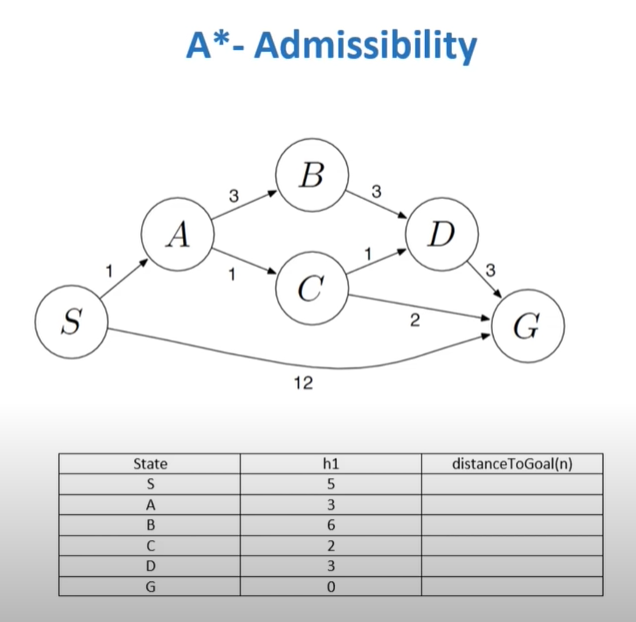 A*- Admissibility
B
3
3
A
D
1
1
1
3
C
S
2
G
12
State h1 distanceToGoal(n)
S 5
A 3
B 6
C 2
D 3
G 0